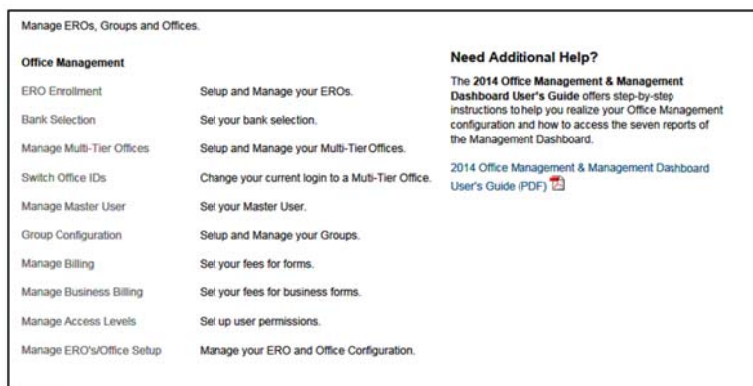 Manage EROs, Groups and Offices.
Office Management
ERO Enrollment Setup and Manage your EROs.
Bank Selection Set your bank selection.
Manage Multi-Tier Offices Setup and Manage your Multi-Tier Offices.
Switch Office IDs Change your current login to a Muti-Tier Office.
Manage Master User Set your Master User.
Group Configuration Setup and Manage your Groups.
Manage Billing Set your fees for forms.
Manage Business Billing Set your fees for business forms.
Manage Access Levels Set up user permissions.
Manage ERO's/Office Setup Manage your ERO and Office Configuration.
Need Additional Help?
The 2014 Office Management & Management
Dashboard User's Guide offers step-by-step
instructions to help you realize your Office Management
configuration and how to access the seven reports of
the Management Dashboard.
2014 Office Management & Management Dashboard
User's Guide (PDF)